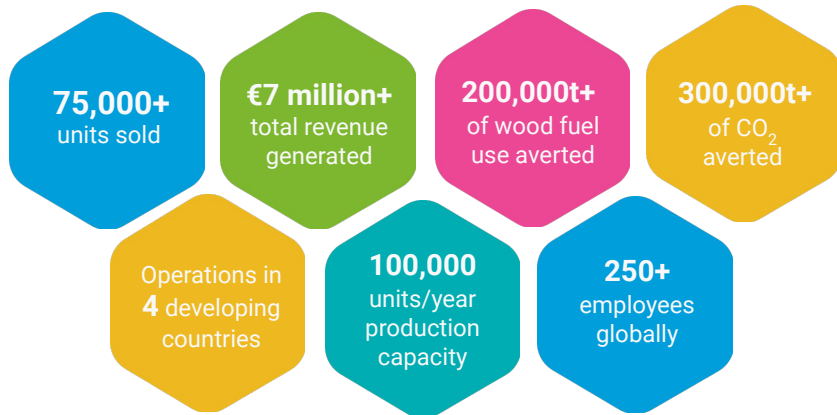 75,000+
units sold
€7 million+
total revenue
generated
200,000t+
of wood fuel
use averted
300,000t+
of CO₂
averted
Operations in
4 developing
countries
100,000
units/year
production
capacity
250+
employees
globally